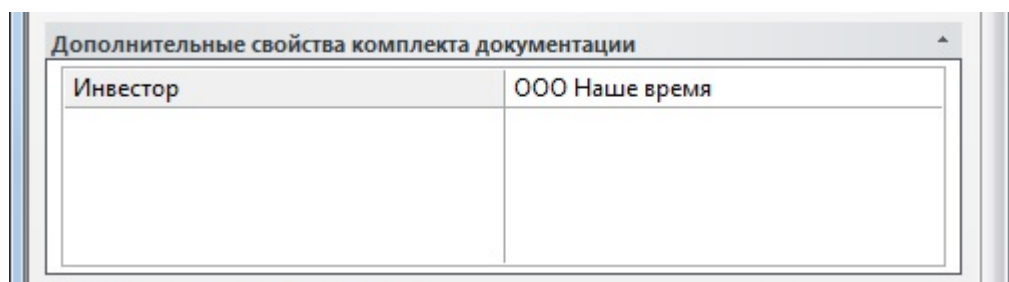 Дополнительные свойства комплекта документации
Инвестор ООО Наше время